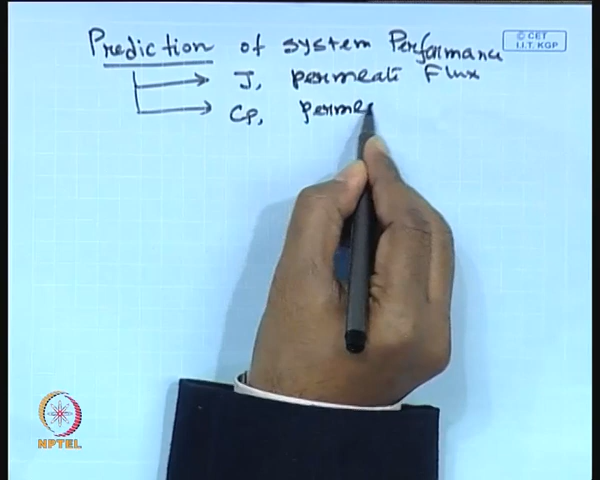 Prediction of system Performance
© CET
I.I.T. KGP
J, permeate Flux
Cp, perme
NPTEL